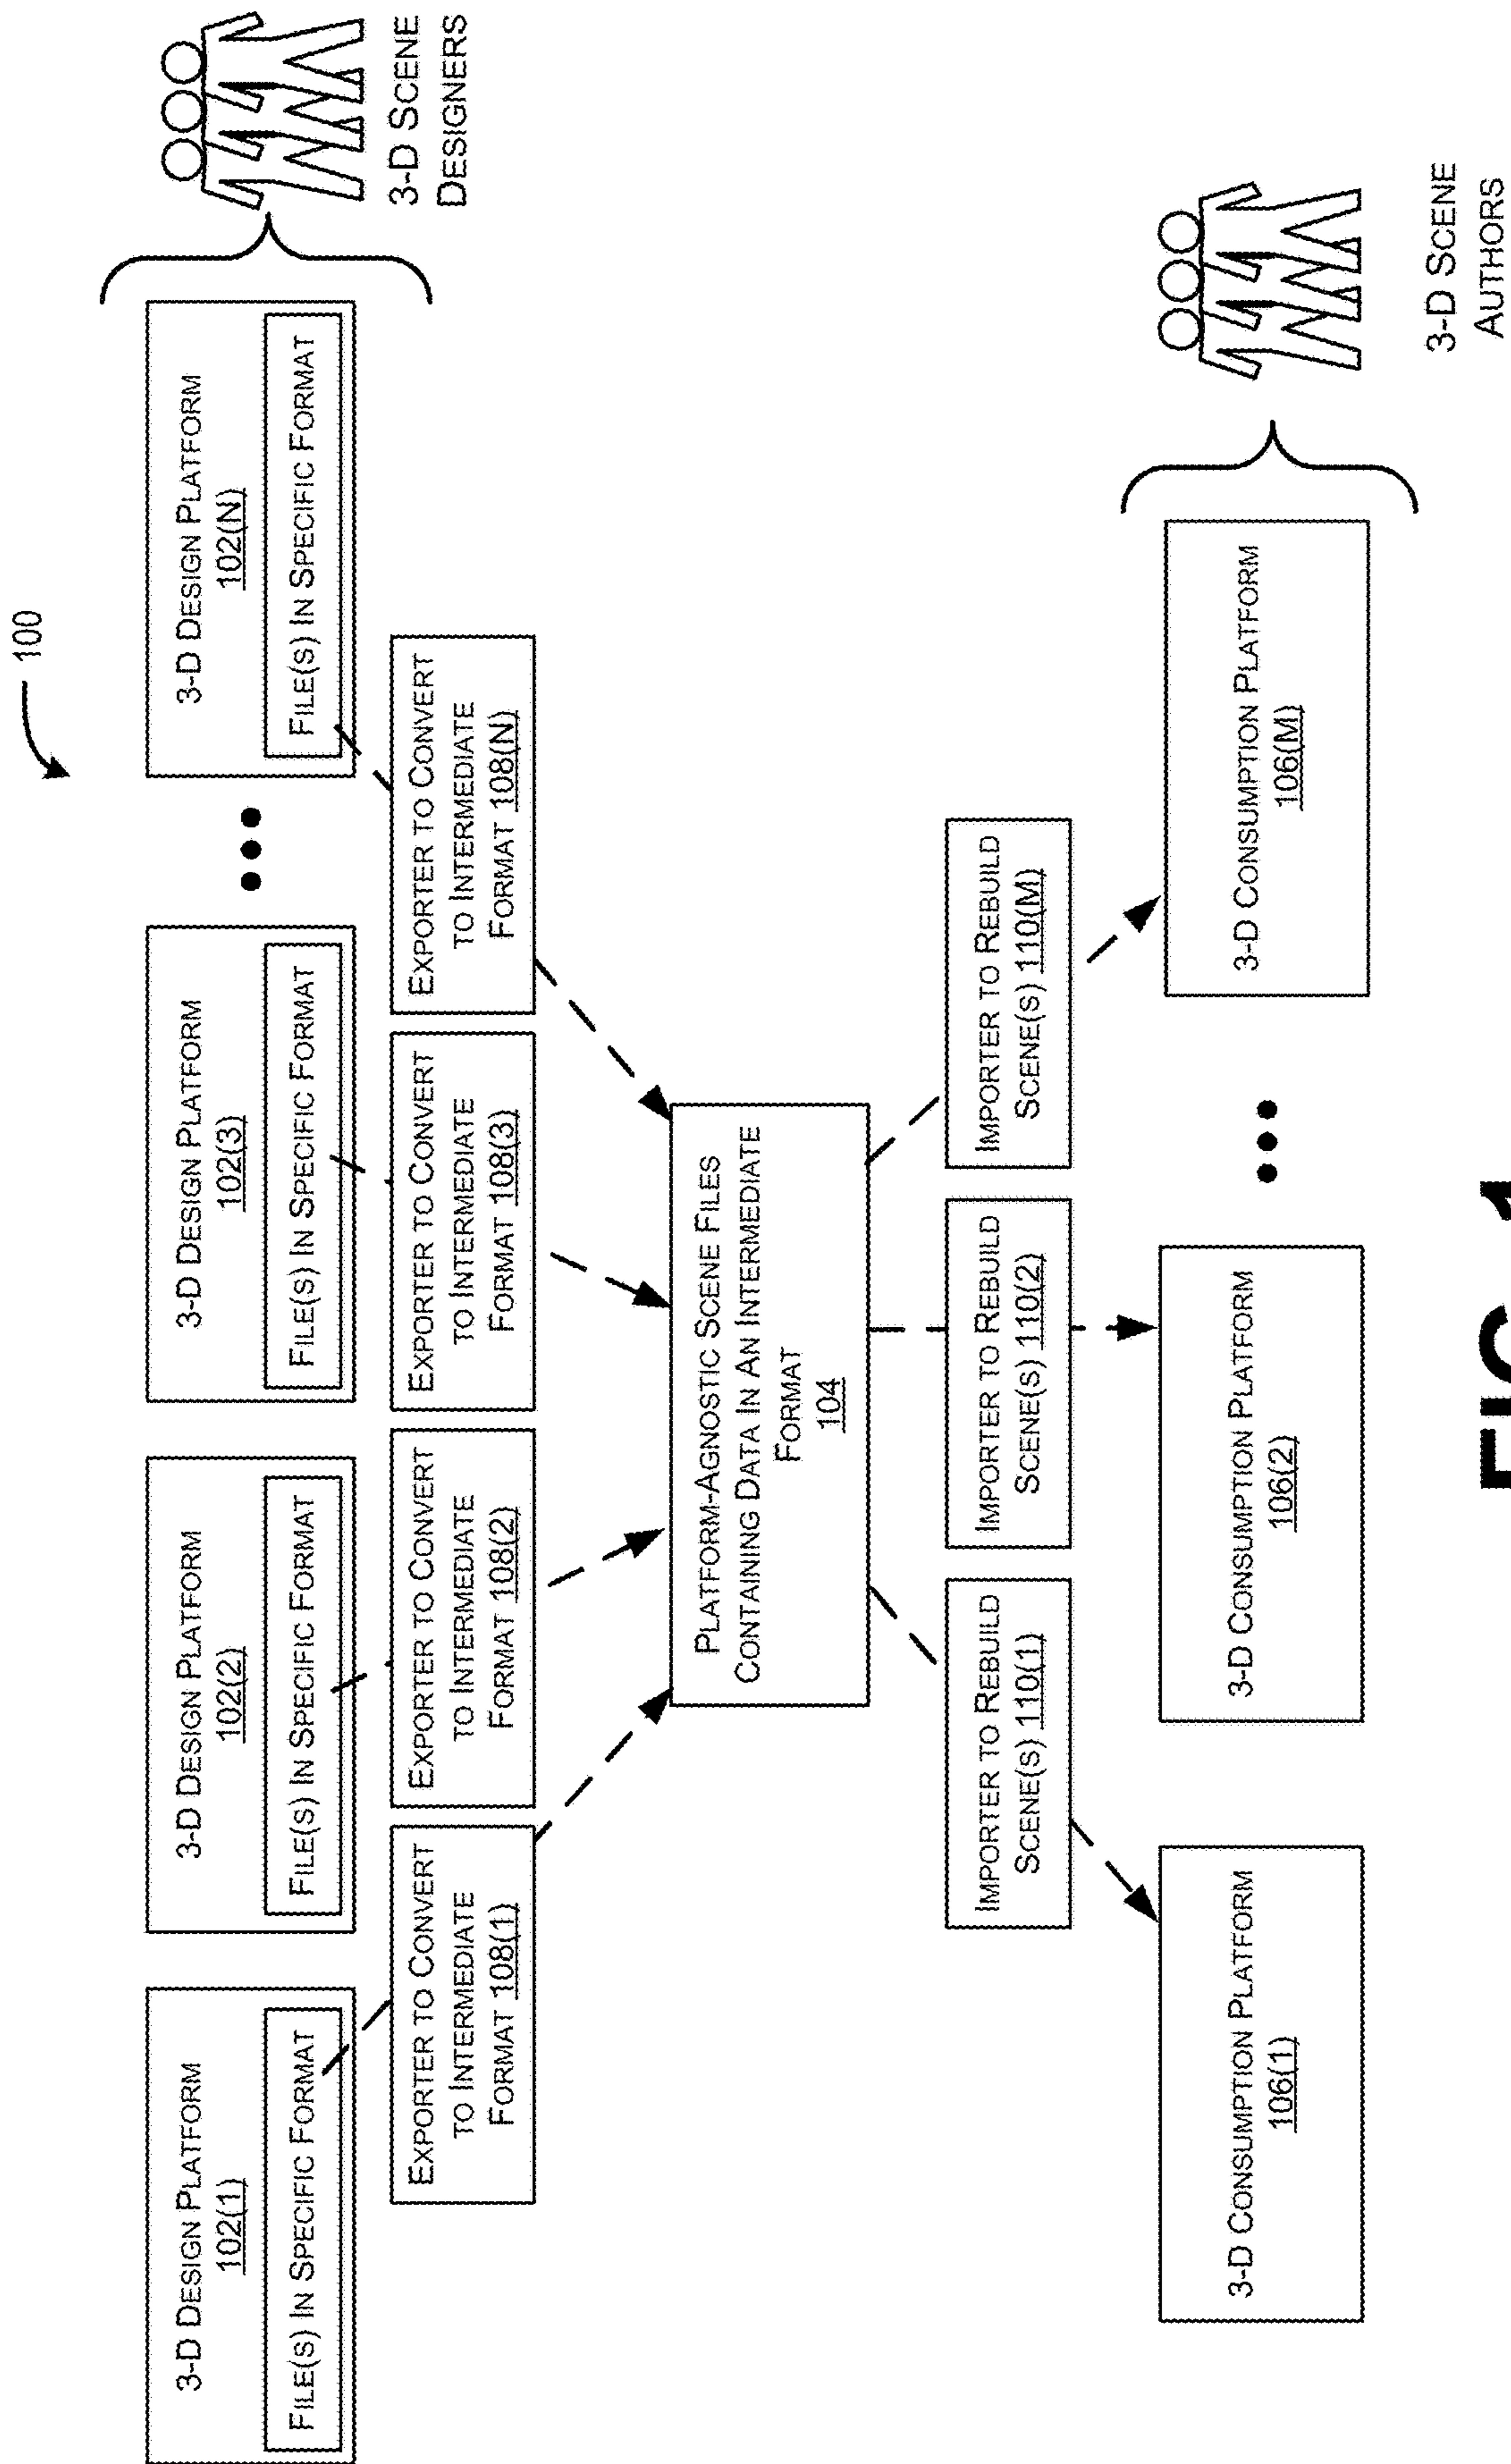 100
3-D DESIGN PLATFORM
102(1)
FILE(S) IN SPECIFIC FORMAT
3-D DESIGN PLATFORM
102(2)
FILE(S) IN SPECIFIC FORMAT
3-D DESIGN PLATFORM
102(3)
FILE(S) IN SPECIFIC FORMAT
3-D DESIGN PLATFORM
102(N)
FILE(S) IN SPECIFIC FORMAT
3-D SCENE
DESIGNERS
EXPORTER TO CONVERT
TO INTERMEDIATE
FORMAT 108(1)
EXPORTER TO CONVERT
TO INTERMEDIATE
FORMAT 108(2)
EXPORTER TO CONVERT
TO INTERMEDIATE
FORMAT 108(3)
EXPORTER TO CONVERT
TO INTERMEDIATE
FORMAT 108(N)
PLATFORM-AGNOSTIC SCENE FILES
CONTAINING DATA IN AN INTERMEDIATE
FORMAT
104
IMPORTER TO REBUILD
SCENE(S) 110(1)
IMPORTER TO REBUILD
SCENE(S) 110(2)
IMPORTER TO REBUILD
SCENE(S) 110(M)
3-D CONSUMPTION PLATFORM
106(1)
3-D CONSUMPTION PLATFORM
106(2)
3-D CONSUMPTION PLATFORM
106(M)
3-D SCENE
AUTHORS
FIG. 1